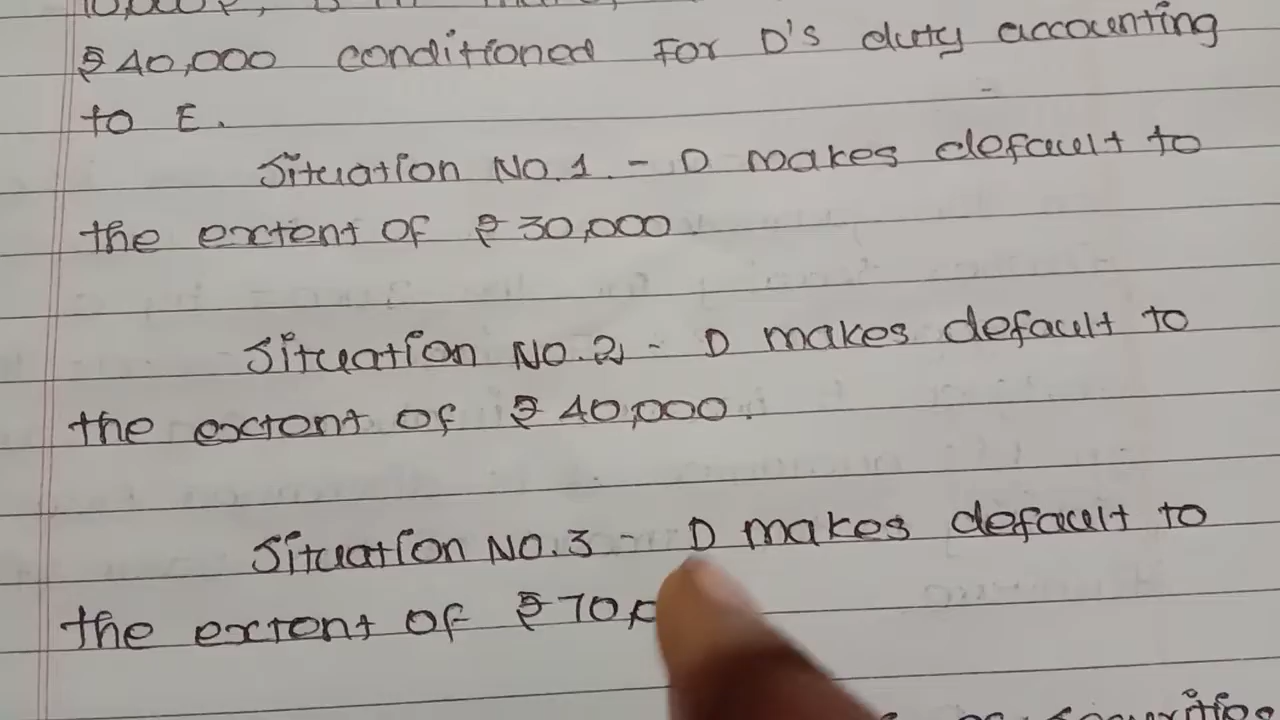 10,000₹,
₹40,000 conditioned for D's duty accounting
to E.
Situation No.1 - D makes default to
the extent of ₹30,000
Situation No.2 - D makes default to
the extent of ₹40,000.
Situation No.3 - D makes default to
the extent of ₹70,